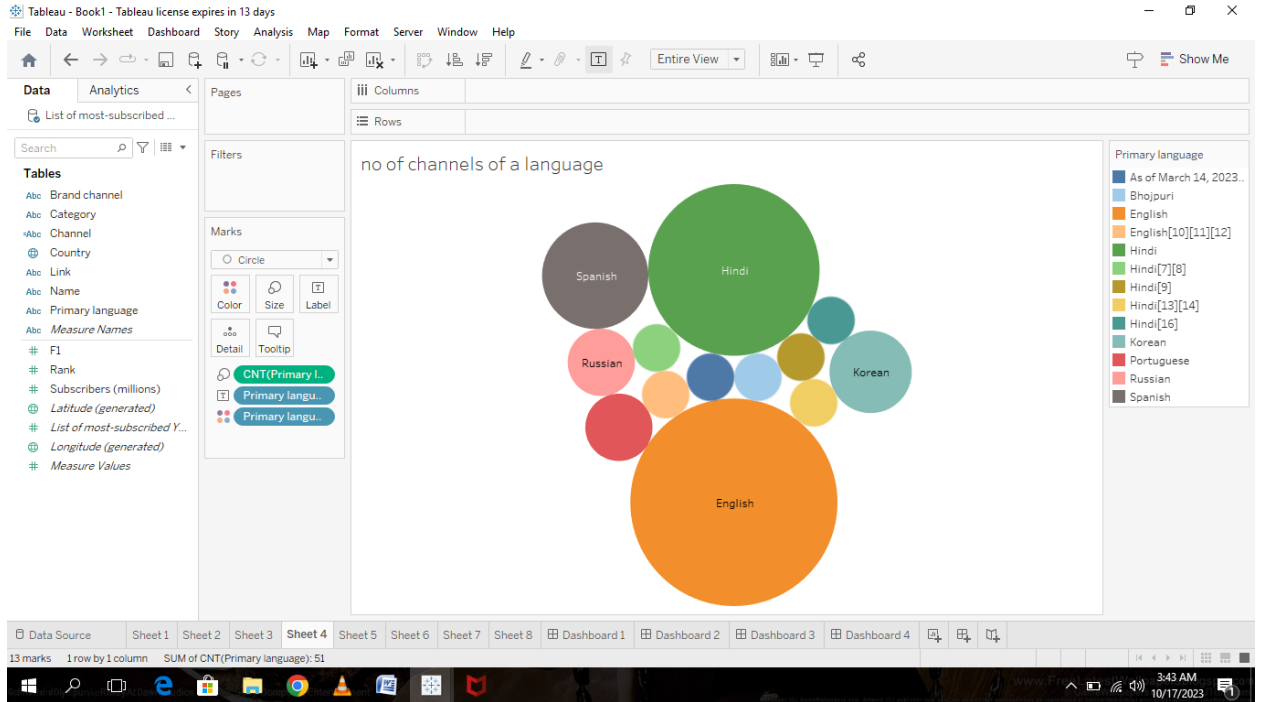 Tableau - Book1 - Tableau license expires in 13 days
File Data Worksheet Dashboard Story Analysis Map Format Server Window Help
Entire View
Show Me
Data Analytics
List of most-subscribed ...
Search
Tables
Abc Brand channel
Abc Category
Abc Channel
Country
Abc Link
Abc Name
Abc Primary language
Abc Measure Names
# F1
# Rank
# Subscribers (millions)
Latitude (generated)
# List of most-subscribed Y...
Longitude (generated)
# Measure Values
Pages
Filters
Marks
Circle
Color Size Label
Detail Tooltip
CNT(Primary l..
Primary langu..
Primary langu..
Columns
Rows
no of channels of a language
Spanish
Hindi
Russian
Korean
English
Primary language
As of March 14, 2023..
Bhojpuri
English
English[10][11][12]
Hindi
Hindi[7][8]
Hindi[9]
Hindi[13][14]
Hindi[16]
Korean
Portuguese
Russian
Spanish
Data Source Sheet 1 Sheet 2 Sheet 3 Sheet 4 Sheet 5 Sheet 6 Sheet 7 Sheet 8 Dashboard 1 Dashboard 2 Dashboard 3 Dashboard 4
13 marks 1 row by 1 column SUM of CNT(Primary language): 51
3:43 AM
10/17/2023